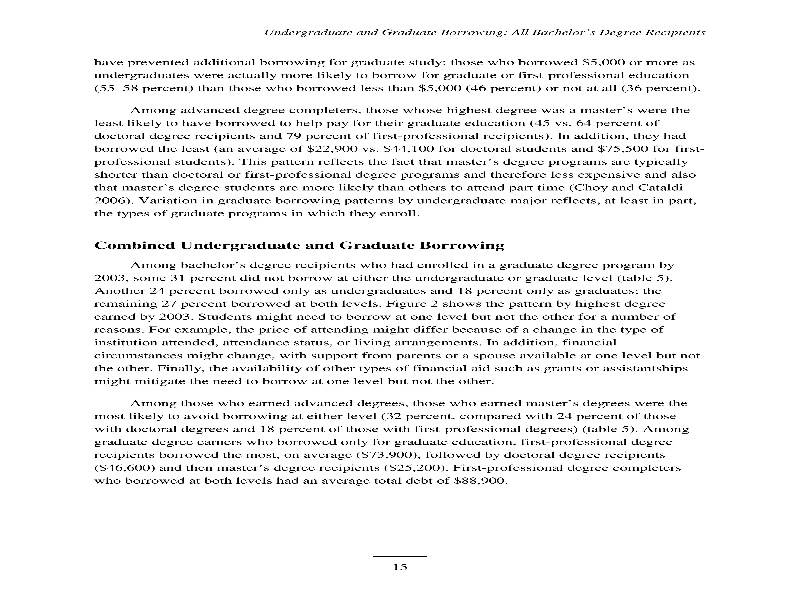 Undergraduate and Graduate Borrowing: All Bachelor's Degree Recipients
have prevented additional borrowing for graduate study: those who borrowed $5,000 or more as
undergraduates were actually more likely to borrow for graduate or first-professional education
(55–58 percent) than those who borrowed less than $5,000 (46 percent) or not at all (36 percent).
Among advanced degree completers, those whose highest degree was a master's were the
least likely to have borrowed to help pay for their graduate education (45 vs. 64 percent of
doctoral degree recipients and 79 percent of first-professional recipients). In addition, they had
borrowed the least (an average of $22,900 vs. $44,100 for doctoral students and $75,500 for first-
professional students). This pattern reflects the fact that master's degree programs are typically
shorter than doctoral or first-professional degree programs and therefore less expensive and also
that master's degree students are more likely than others to attend part time (Choy and Cataldi
2006). Variation in graduate borrowing patterns by undergraduate major reflects, at least in part,
the types of graduate programs in which they enroll.
Combined Undergraduate and Graduate Borrowing
Among bachelor's degree recipients who had enrolled in a graduate degree program by
2003, some 31 percent did not borrow at either the undergraduate or graduate level (table 5).
Another 24 percent borrowed only as undergraduates and 18 percent only as graduates; the
remaining 27 percent borrowed at both levels. Figure 2 shows the pattern by highest degree
earned by 2003. Students might need to borrow at one level but not the other for a number of
reasons. For example, the price of attending might differ because of a change in the type of
institution attended, attendance status, or living arrangements. In addition, financial
circumstances might change, with support from parents or a spouse available at one level but not
the other. Finally, the availability of other types of financial aid such as grants or assistantships
might mitigate the need to borrow at one level but not the other.
Among those who earned advanced degrees, those who earned master's degrees were the
most likely to avoid borrowing at either level (32 percent, compared with 24 percent of those
with doctoral degrees and 18 percent of those with first-professional degrees) (table 5). Among
graduate degree earners who borrowed only for graduate education, first-professional degree
recipients borrowed the most, on average ($73,900), followed by doctoral degree recipients
($46,600) and then master's degree recipients ($25,200). First-professional degree completers
who borrowed at both levels had an average total debt of $88,900.
15